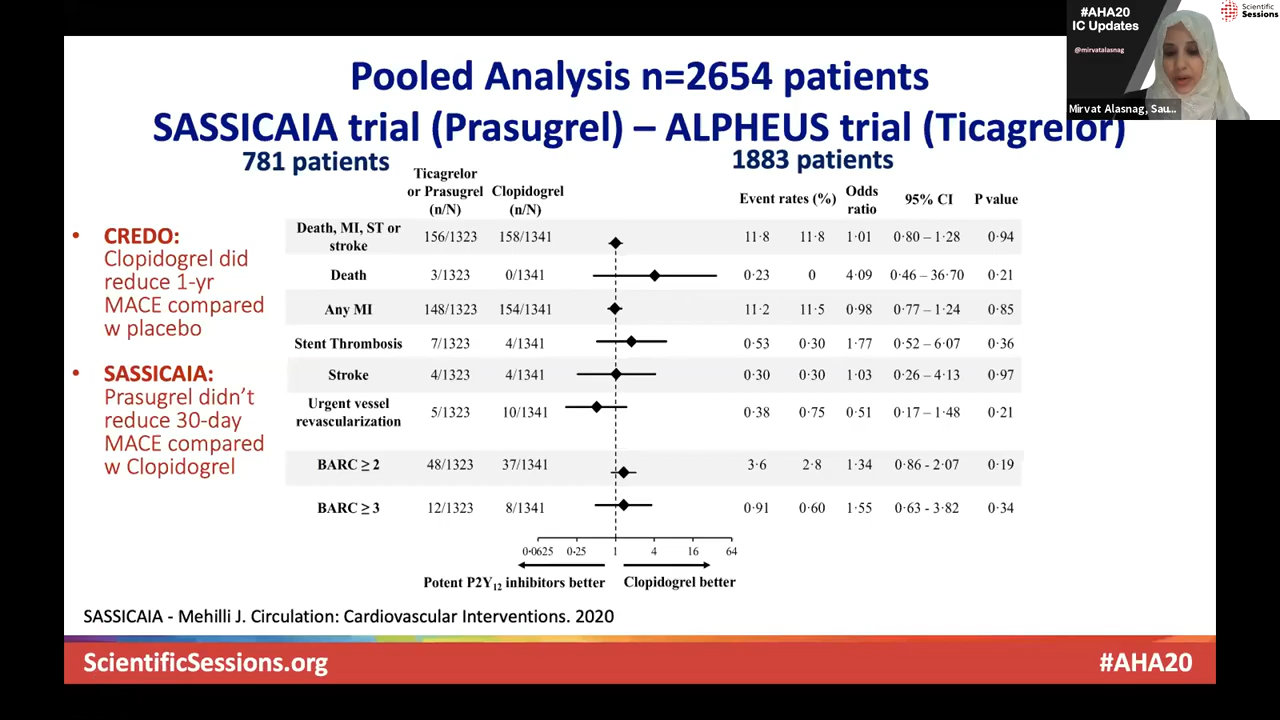 #AHA20
IC Updates
@mirvatalasnag
Scientific
Sessions
Mirvat Alasnag, Sau...
Pooled Analysis n=2654 patients
SASSICAIA trial (Prasugrel) – ALPHEUS trial (Ticagrelor)
781 patients
1883 patients
Ticagrelor
or Prasugrel
(n/N)
Clopidogrel
(n/N)
Event rates (%)
Odds
ratio
95% CI
P value
• CREDO:
Clopidogrel did
reduce 1-yr
MACE compared
w placebo
• SASSICAIA:
Prasugrel didn't
reduce 30-day
MACE compared
w Clopidogrel
Death, MI, ST or
stroke
156/1323 158/1341 11·8 11·8 1·01 0·80 – 1·28 0·94
Death 3/1323 0/1341 0·23 0 4·09 0·46 – 36·70 0·21
Any MI 148/1323 154/1341 11·2 11·5 0·98 0·77 – 1·24 0·85
Stent Thrombosis 7/1323 4/1341 0·53 0·30 1·77 0·52 – 6·07 0·36
Stroke 4/1323 4/1341 0·30 0·30 1·03 0·26 – 4·13 0·97
Urgent vessel
revascularization
5/1323 10/1341 0·38 0·75 0·51 0·17 – 1·48 0·21
BARC ≥ 2 48/1323 37/1341 3·6 2·8 1·34 0·86 - 2·07 0·19
BARC ≥ 3 12/1323 8/1341 0·91 0·60 1·55 0·63 - 3·82 0·34
0·0625 0·25 1 4 16 64
Potent P2Y₁₂ inhibitors better
Clopidogrel better
SASSICAIA - Mehilli J. Circulation: Cardiovascular Interventions. 2020
ScientificSessions.org
#AHA20